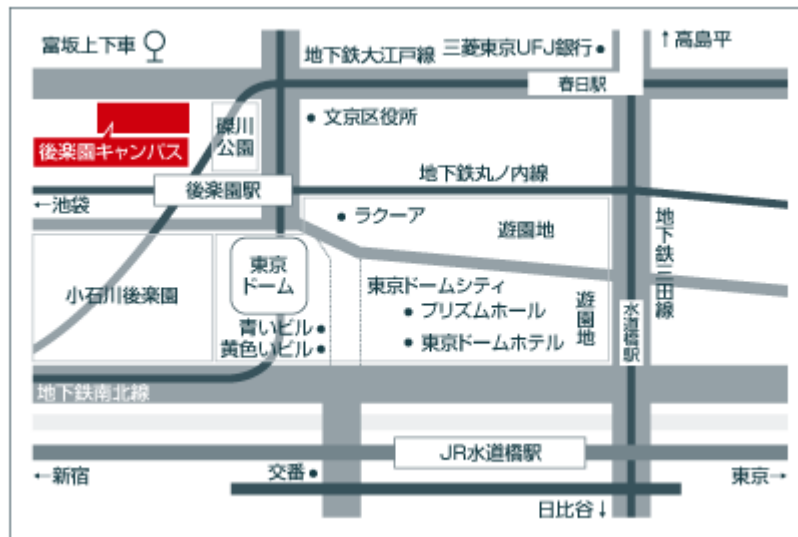 富坂上下車
地下鉄大江戸線
三菱東京UFJ銀行
↑高島平
春日駅
礫川
公園
文京区役所
後楽園キャンパス
後楽園駅
地下鉄丸ノ内線
←池袋
ラクーア
遊園地
地下鉄三田線
東京
ドーム
小石川後楽園
東京ドームシティ
プリズムホール
遊園地
水道橋駅
青いビル
黄色いビル
東京ドームホテル
地下鉄南北線
JR水道橋駅
←新宿
交番
東京→
日比谷↓